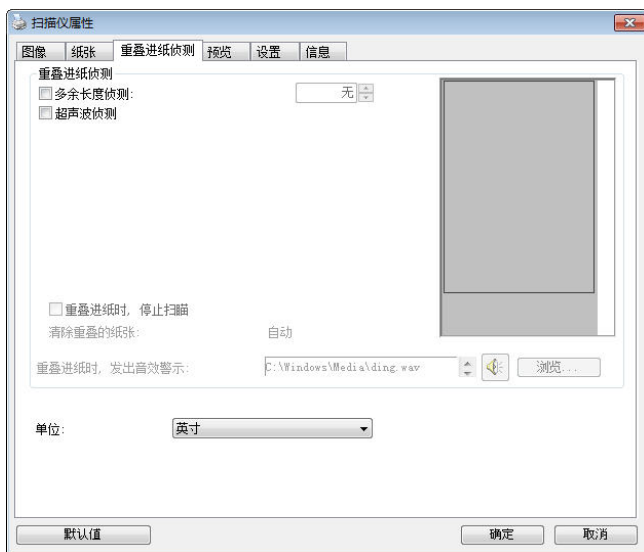 扫描仪属性
图像 纸张 重叠进纸侦测 预览 设置 信息
重叠进纸侦测
多余长度侦测: 无
超声波侦测
重叠进纸时, 停止扫瞄
清除重叠的纸张: 自动
重叠进纸时, 发出音效警示: C:\Windows\Media\ding.wav 浏览...
单位: 英寸
默认值 确定 取消